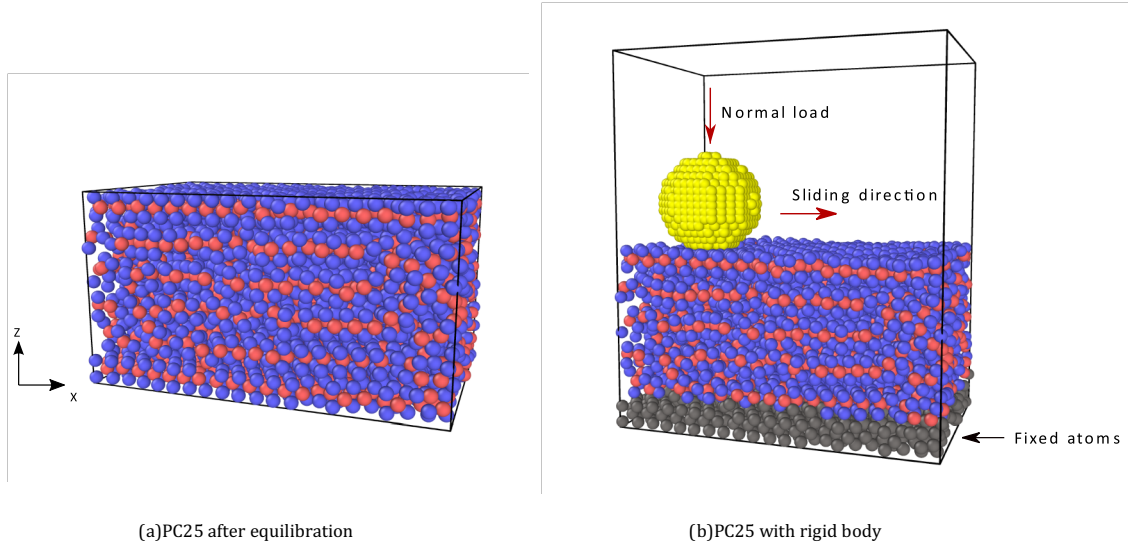 Normal load
Sliding direction
z
x
Fixed atoms
(a)PC25 after equilibration
(b)PC25 with rigid body